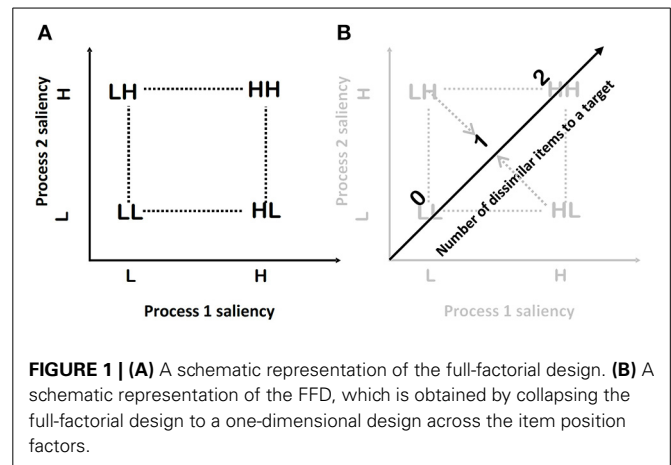 A
B
Process 2 saliency
H
L
LH
HH
LL
HL
L
H
Process 1 saliency
Process 2 saliency
H
L
LH
HH
LL
HL
0
1
2
Number of dissimilar items to a target
L
H
Process 1 saliency
FIGURE 1 | (A) A schematic representation of the full-factorial design. (B) A
schematic representation of the FFD, which is obtained by collapsing the
full-factorial design to a one-dimensional design across the item position
factors.